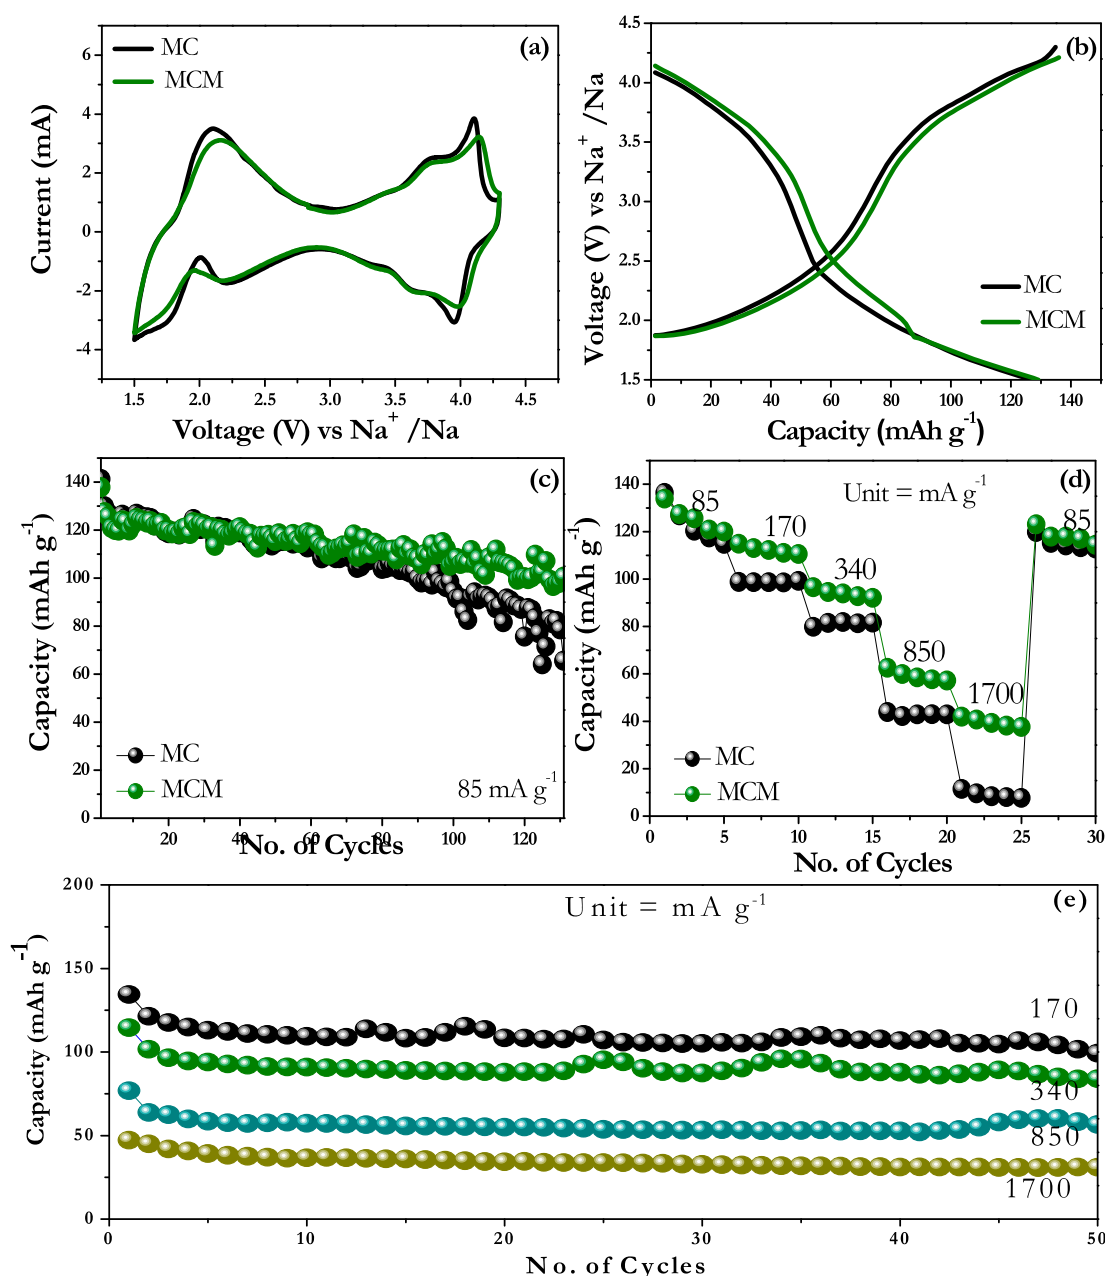 (a)
MC
MCM
Current (mA)
6
4
2
0
-2
-4
1.5 2.0 2.5 3.0 3.5 4.0 4.5
Voltage (V) vs Na⁺ /Na
(b)
Voltage (V) vs Na⁺ /Na
4.5
4.0
3.5
3.0
2.5
2.0
1.5
MC
MCM
0 20 40 60 80 100 120 140
Capacity (mAh g⁻¹)
(c)
Capacity (mAh g⁻¹)
140
120
100
80
60
40
20
0
MC
MCM
85 mA g⁻¹
20 40 60 80 100 120
No. of Cycles
(d)
Unit = mA g⁻¹
Capacity (mAh g⁻¹)
140
120
100
80
60
40
20
0
85
170
340
850
1700
85
MC
MCM
0 5 10 15 20 25 30
No. of Cycles
(e)
Unit = mA g⁻¹
Capacity (mAh g⁻¹)
200
150
100
50
0
170
340
850
1700
0 10 20 30 40 50
No. of Cycles